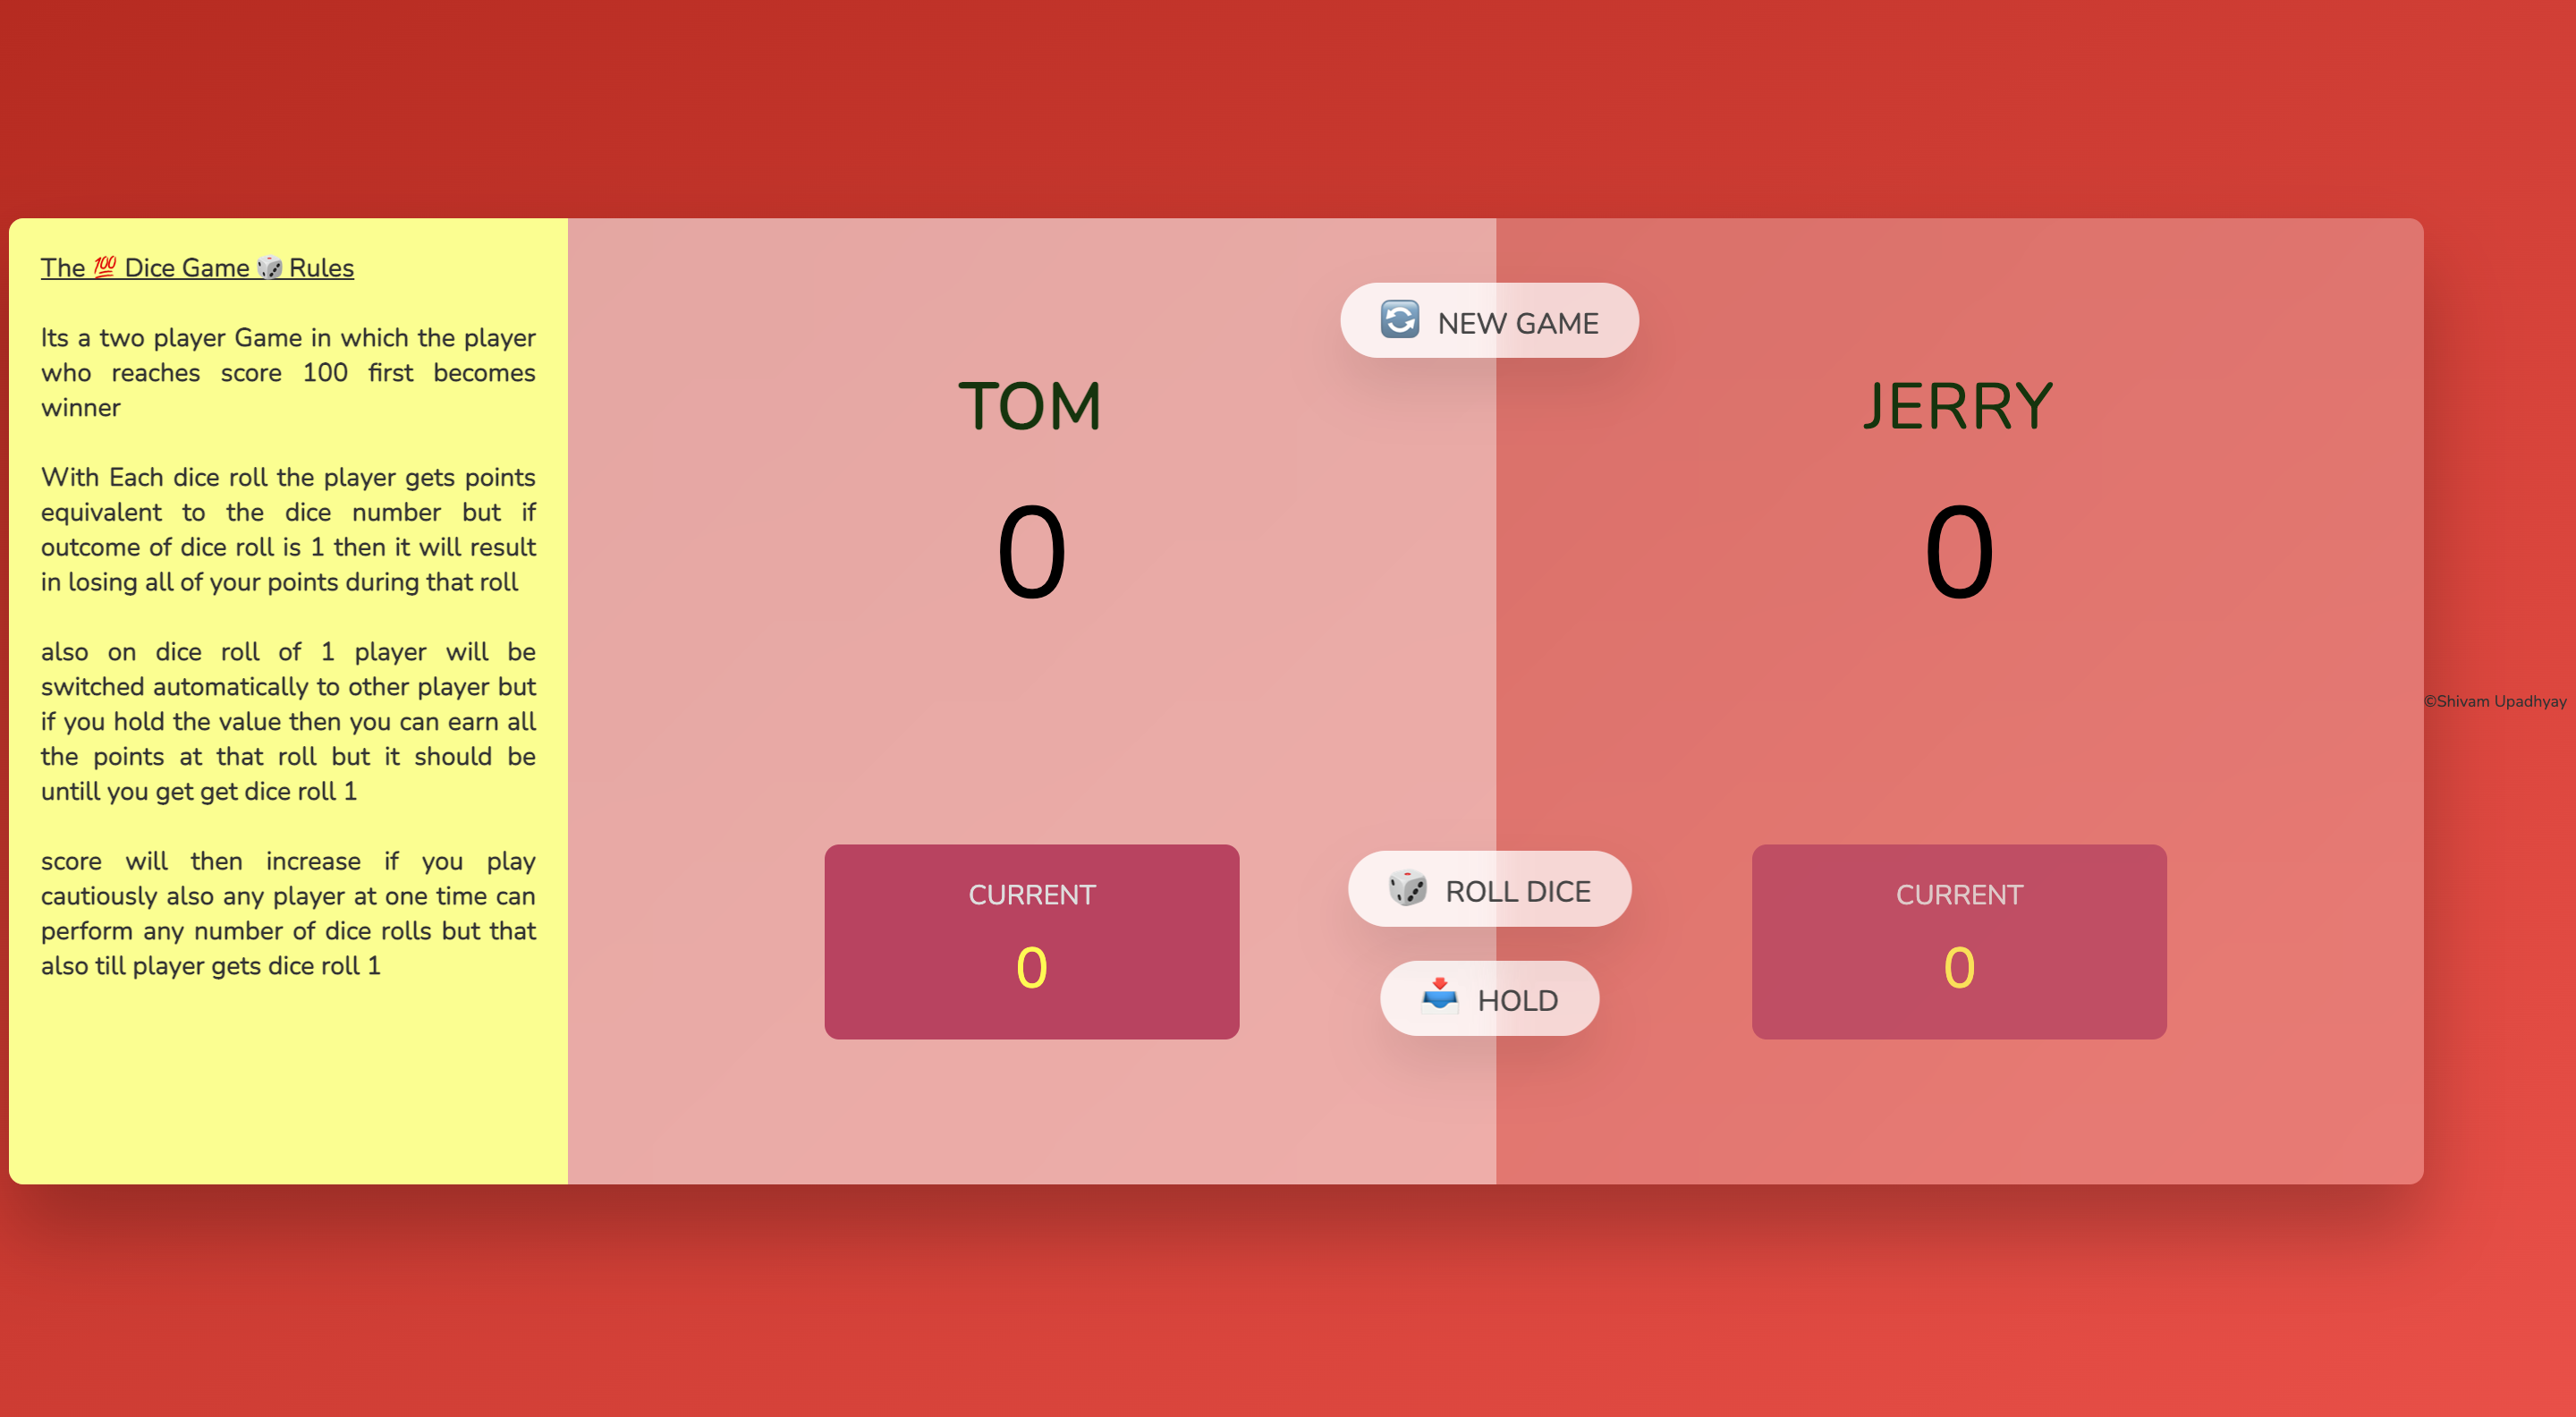 The 💯 Dice Game 🎲 Rules
Its a two player Game in which the player
who reaches score 100 first becomes
winner
With Each dice roll the player gets points
equivalent to the dice number but if
outcome of dice roll is 1 then it will result
in losing all of your points during that roll
also on dice roll of 1 player will be
switched automatically to other player but
if you hold the value then you can earn all
the points at that roll but it should be
untill you get get dice roll 1
score will then increase if you play
cautiously also any player at one time can
perform any number of dice rolls but that
also till player gets dice roll 1
🔄 NEW GAME
TOM
0
CURRENT
0
JERRY
0
CURRENT
0
🎲 ROLL DICE
📥 HOLD
©Shivam Upadhyay